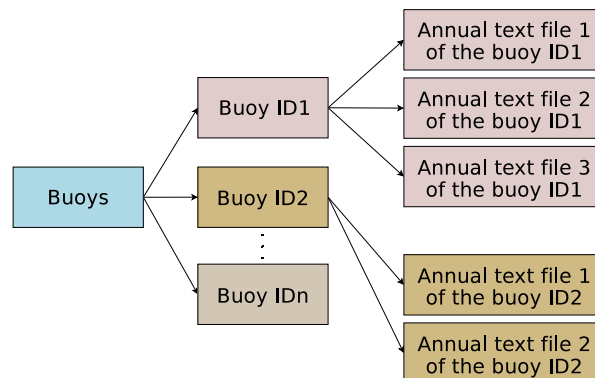 Buoys
Buoy ID1
Buoy ID2
Buoy IDn
Annual text file 1
of the buoy ID1
Annual text file 2
of the buoy ID1
Annual text file 3
of the buoy ID1
Annual text file 1
of the buoy ID2
Annual text file 2
of the buoy ID2